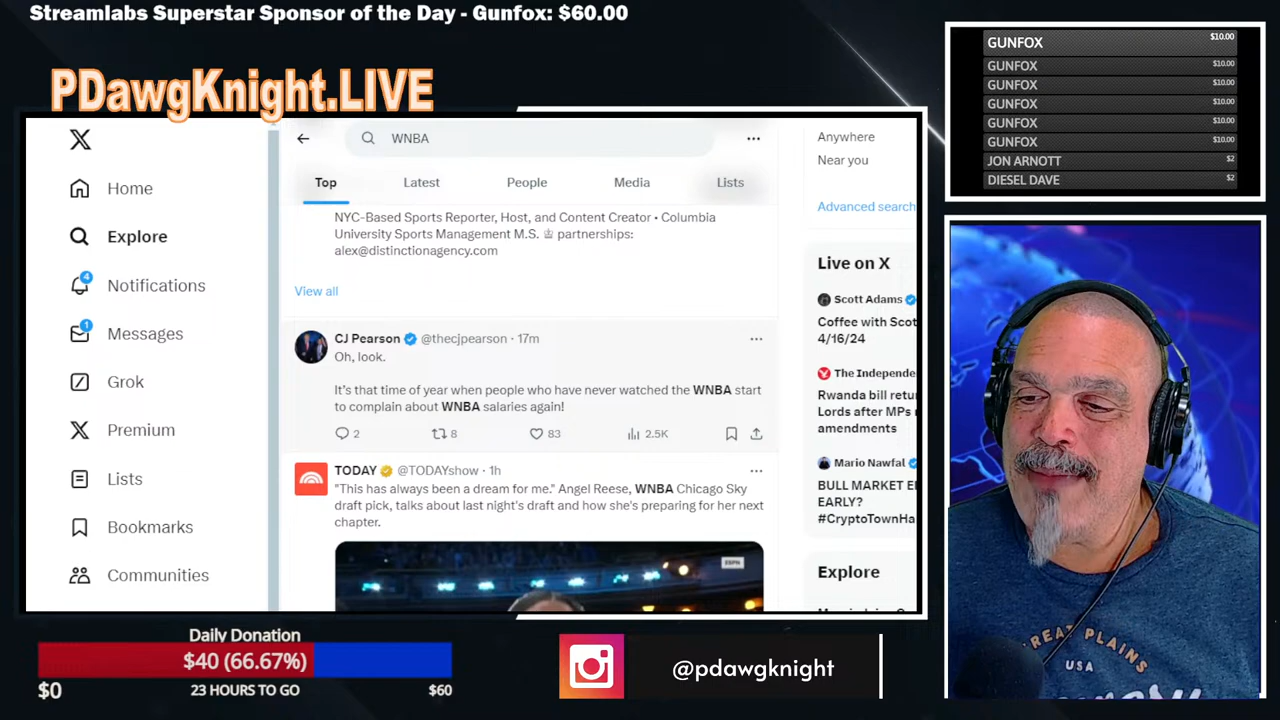 Streamlabs Superstar Sponsor of the Day - Gunfox: $60.00
PDawgKnight.LIVE
GUNFOX $10.00
GUNFOX $10.00
GUNFOX $10.00
GUNFOX $10.00
GUNFOX $10.00
GUNFOX $10.00
JON ARNOTT $2
DIESEL DAVE $2
Home
Explore
4
Notifications
1
Messages
Grok
Premium
Lists
Bookmarks
Communities
WNBA
Top Latest People Media Lists
NYC-Based Sports Reporter, Host, and Content Creator • Columbia
University Sports Management M.S. partnerships:
alex@distinctionagency.com
View all
CJ Pearson @thecjpearson · 17m
Oh, look.
It's that time of year when people who have never watched the WNBA start
to complain about WNBA salaries again!
2 8 83 2.5K
TODAY @TODAYshow · 1h
"This has always been a dream for me." Angel Reese, WNBA Chicago Sky
draft pick, talks about last night's draft and how she's preparing for her next
chapter.
ESPN
Anywhere
Near you
Advanced search
Live on X
Scott Adams
Coffee with Scot
4/16/24
The Independe
Rwanda bill retu
Lords after MPs
amendments
Mario Nawfal
BULL MARKET E
EARLY?
#CryptoTownHa
Explore
REAT PLAINS
USA
Daily Donation
$40 (66.67%)
$0 23 HOURS TO GO $60
@pdawgknight